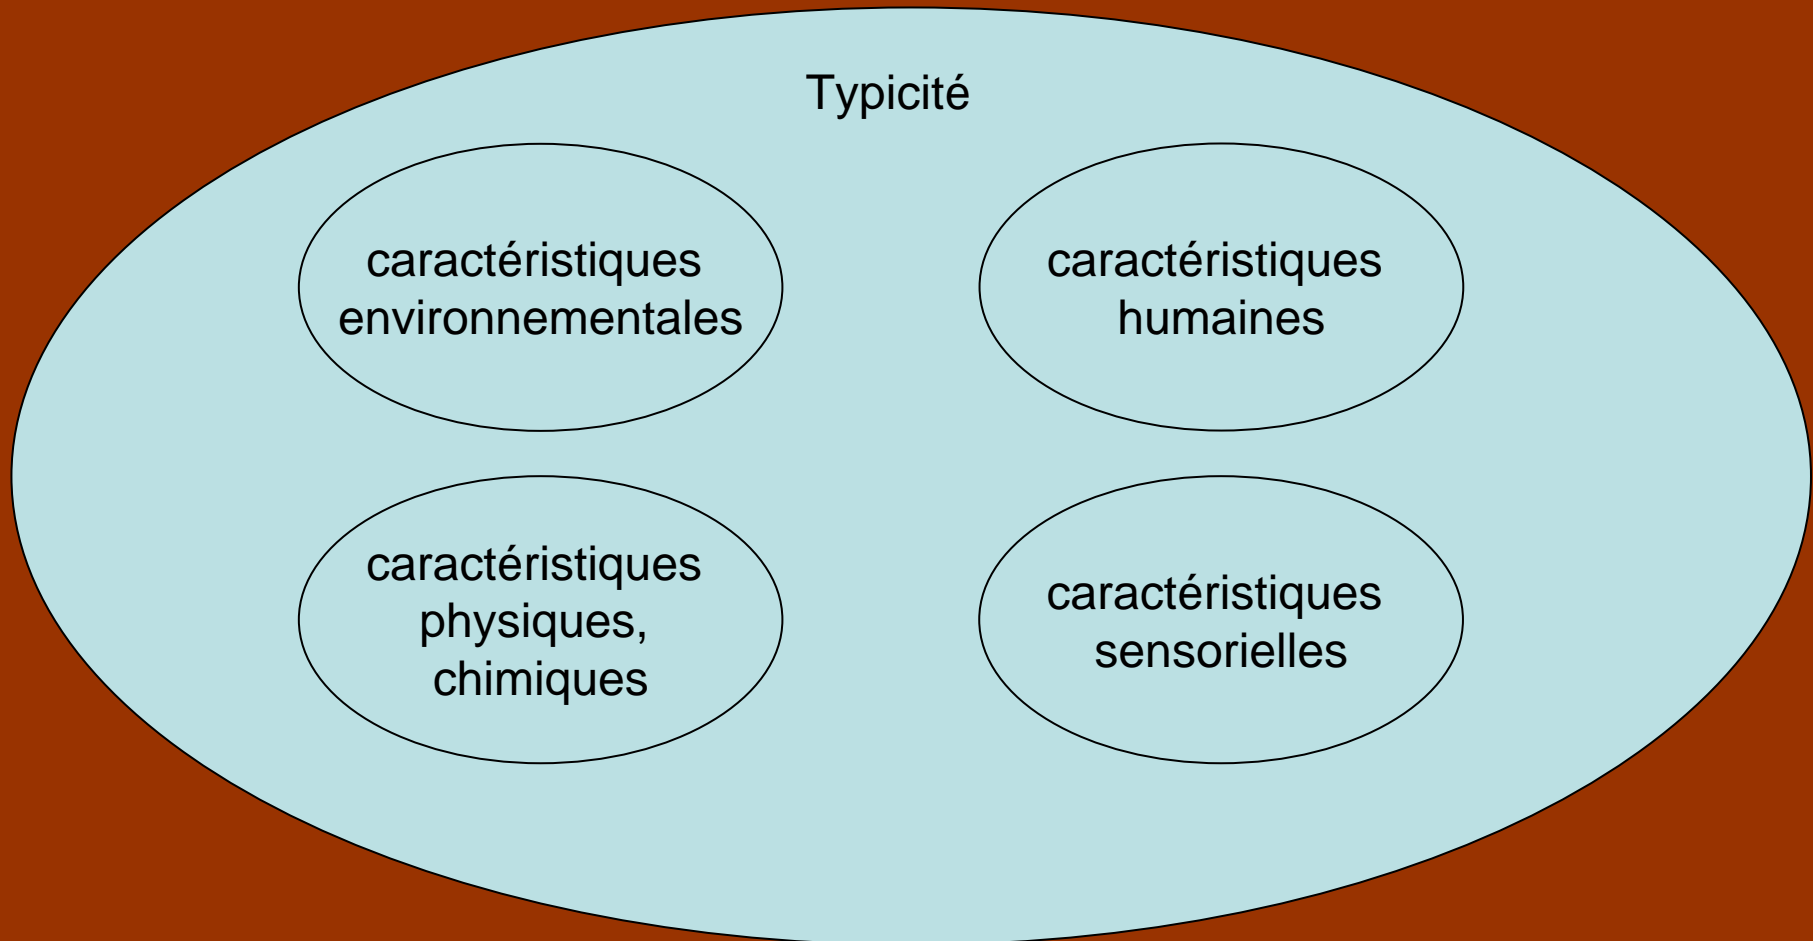 Typicité
caractéristiques
environnementales
caractéristiques
humaines
caractéristiques
physiques,
chimiques
caractéristiques
sensorielles